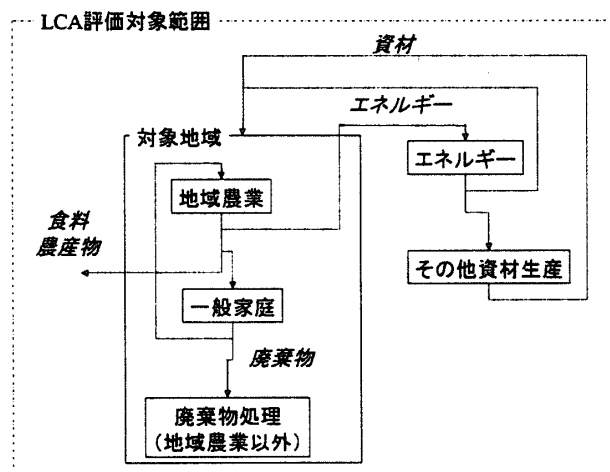 LCA評価対象範囲
資材
エネルギー
対象地域
エネルギー
地域農業
食料
農産物
その他資材生産
一般家庭
廃棄物
廃棄物処理
(地域農業以外)